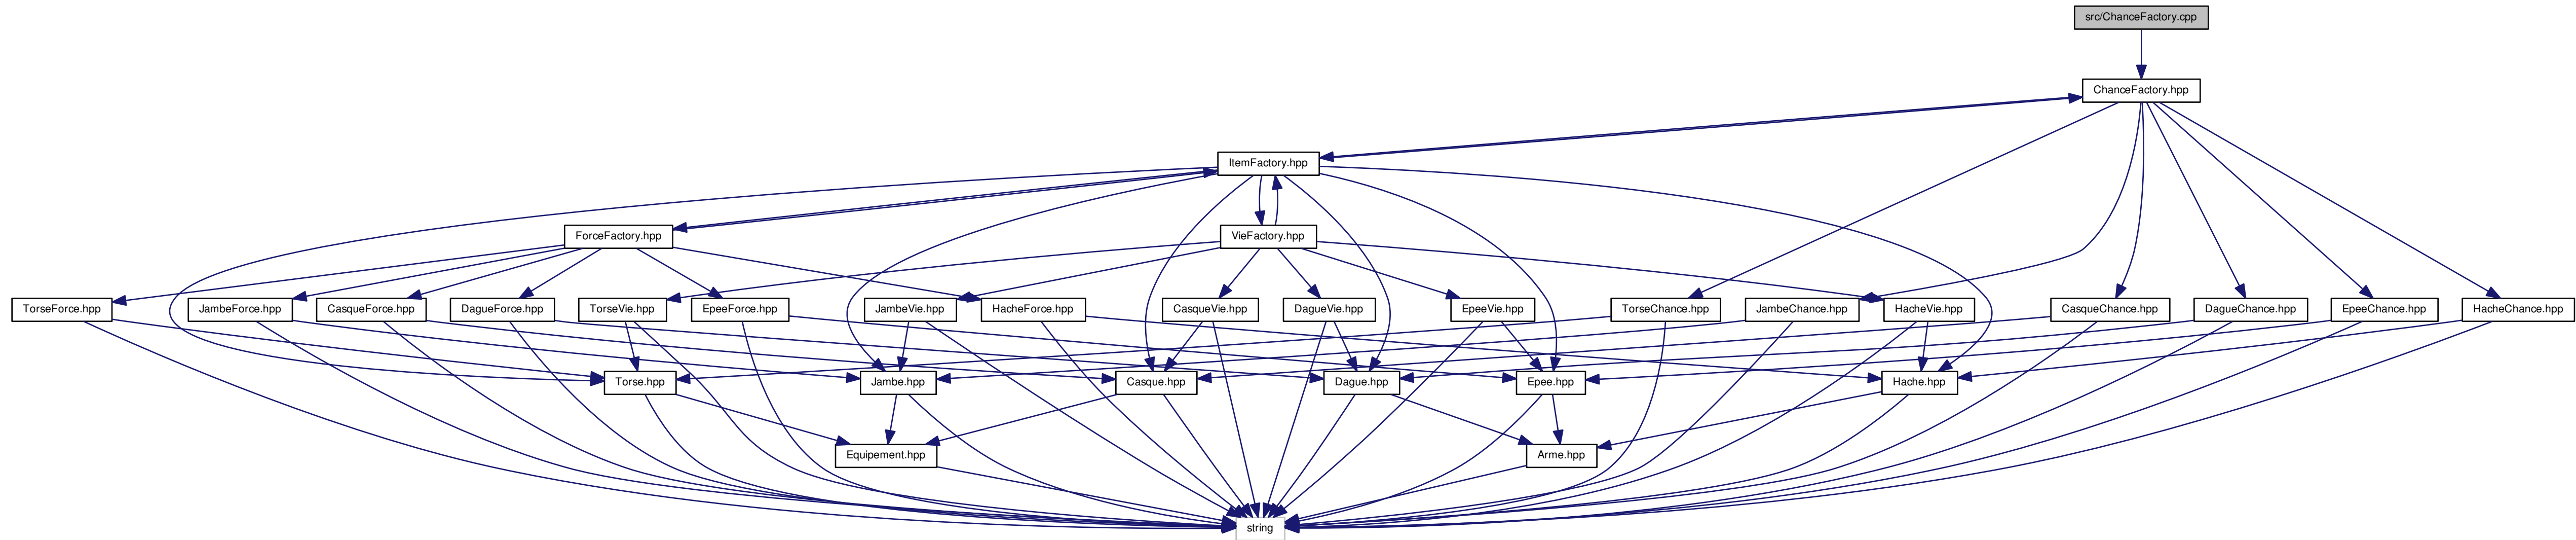 src/ChanceFactory.cpp
ChanceFactory.hpp
ItemFactory.hpp
ForceFactory.hpp
VieFactory.hpp
TorseForce.hpp
JambeForce.hpp
CasqueForce.hpp
DagueForce.hpp
TorseVie.hpp
EpeeForce.hpp
JambeVie.hpp
HacheForce.hpp
CasqueVie.hpp
DagueVie.hpp
EpeeVie.hpp
TorseChance.hpp
JambeChance.hpp
HacheVie.hpp
CasqueChance.hpp
DagueChance.hpp
EpeeChance.hpp
HacheChance.hpp
Torse.hpp
Jambe.hpp
Casque.hpp
Dague.hpp
Epee.hpp
Hache.hpp
Equipement.hpp
Arme.hpp
string